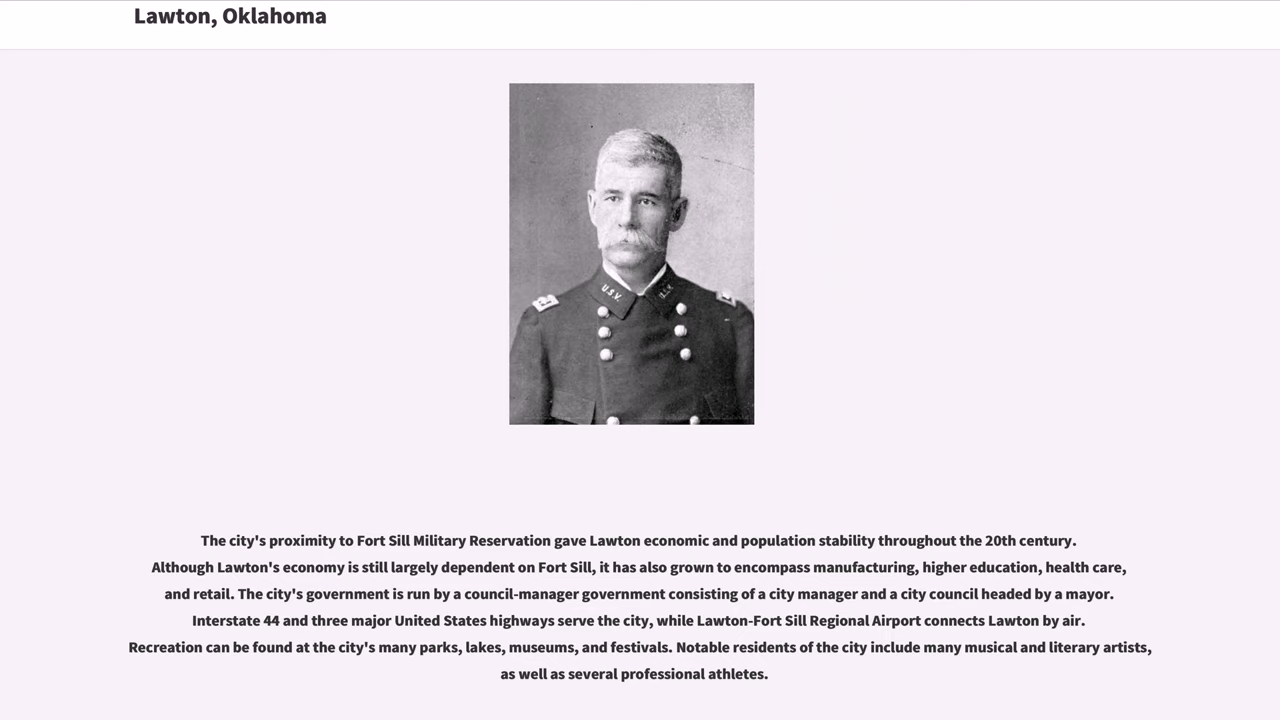 Lawton, Oklahoma
U.S.V.
The city's proximity to Fort Sill Military Reservation gave Lawton economic and population stability throughout the 20th century.
Although Lawton's economy is still largely dependent on Fort Sill, it has also grown to encompass manufacturing, higher education, health care,
and retail. The city's government is run by a council-manager government consisting of a city manager and a city council headed by a mayor.
Interstate 44 and three major United States highways serve the city, while Lawton-Fort Sill Regional Airport connects Lawton by air.
Recreation can be found at the city's many parks, lakes, museums, and festivals. Notable residents of the city include many musical and literary artists,
as well as several professional athletes.